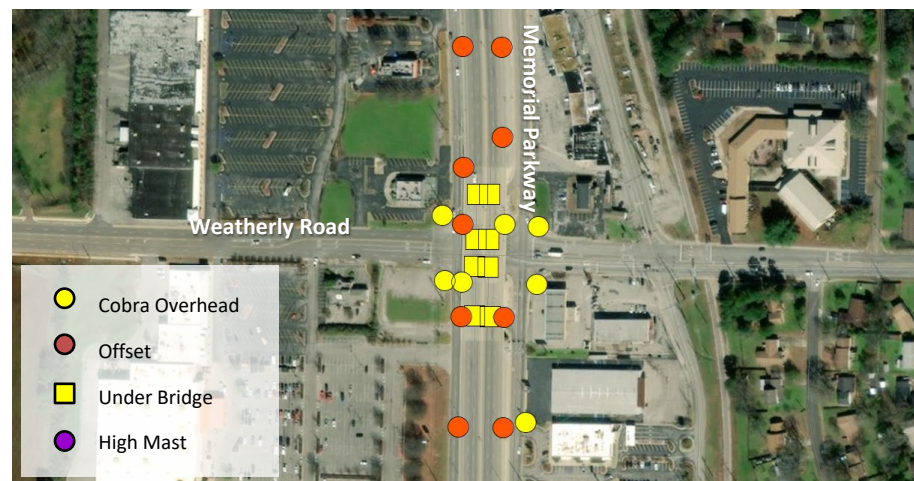 Memorial Parkway
Weatherly Road
Cobra Overhead
Offset
Under Bridge
High Mast